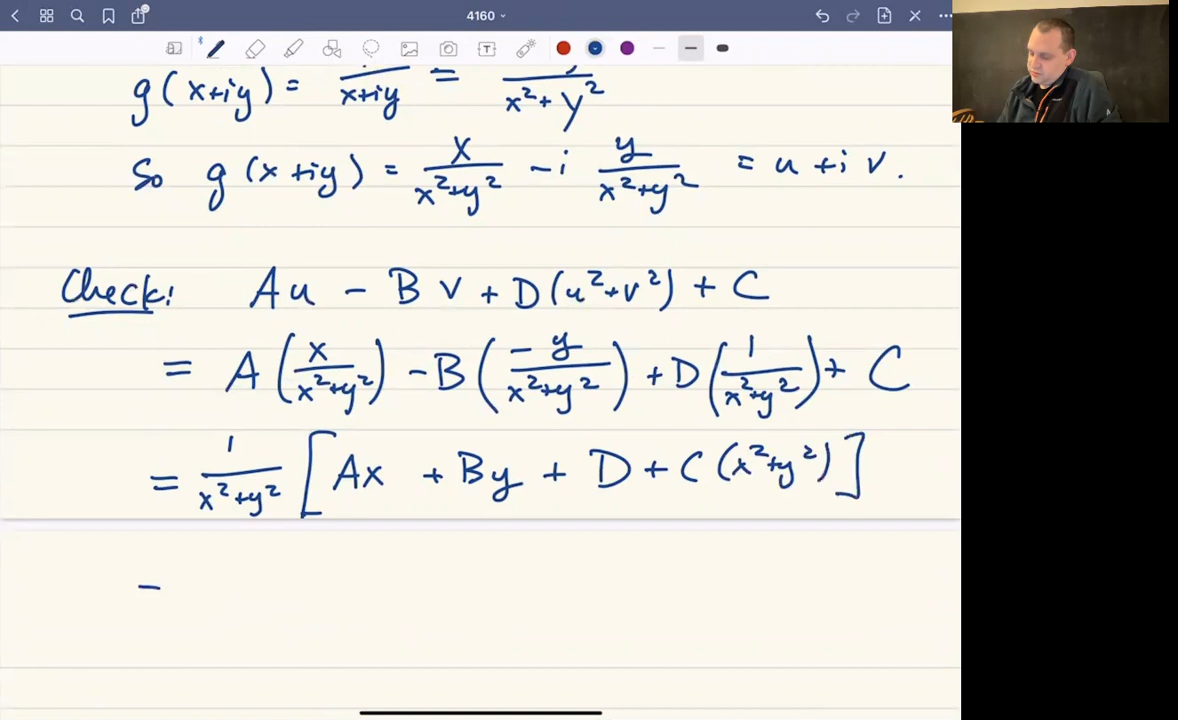 4160
g(x+iy) = 1/(x+iy) = /(x²+y²)
So g(x+iy) = x/(x²+y²) - i y/(x²+y²) = u + i v.
Check: Au - Bv + D(u²+v²) + C
= A(x/(x²+y²)) - B(-y/(x²+y²)) + D(1/(x²+y²)) + C
= 1/(x²+y²) [Ax + By + D + C(x²+y²)]